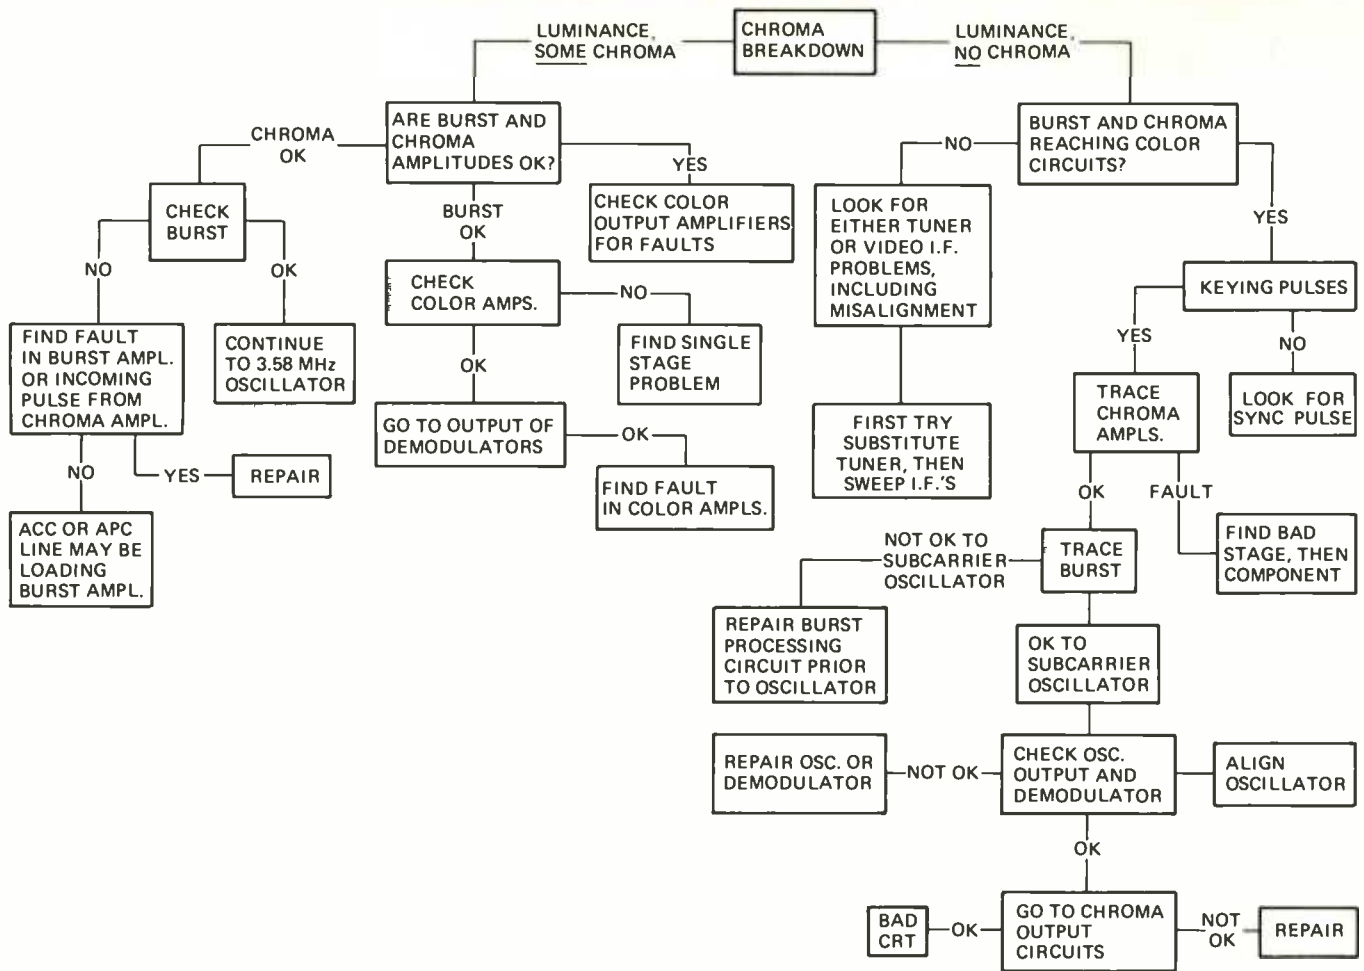 LUMINANCE,
SOME CHROMA
CHROMA
BREAKDOWN
LUMINANCE,
NO CHROMA
ARE BURST AND
CHROMA
AMPLITUDES OK?
CHROMA
OK
YES
CHECK COLOR
OUTPUT AMPLIFIERS
FOR FAULTS
CHECK
BURST
NO
OK
FIND FAULT
IN BURST AMPL.
OR INCOMING
PULSE FROM
CHROMA AMPL.
CONTINUE
TO 3.58 MHz
OSCILLATOR
NO
YES
REPAIR
ACC OR APC
LINE MAY BE
LOADING
BURST AMPL.
BURST
OK
CHECK
COLOR AMPS.
NO
FIND SINGLE
STAGE
PROBLEM
OK
GO TO OUTPUT OF
DEMODULATORS
OK
FIND FAULT
IN COLOR AMPLS.
BURST AND CHROMA
REACHING COLOR
CIRCUITS?
NO
LOOK FOR
EITHER TUNER
OR VIDEO I.F.
PROBLEMS,
INCLUDING
MISALIGNMENT
FIRST TRY
SUBSTITUTE
TUNER, THEN
SWEEP I.F.'S
YES
KEYING PULSES
YES
NO
LOOK FOR
SYNC PULSE
TRACE
CHROMA
AMPLS.
OK
FAULT
FIND BAD
STAGE, THEN
COMPONENT
TRACE
BURST
NOT OK TO
SUBCARRIER
OSCILLATOR
REPAIR BURST
PROCESSING
CIRCUIT PRIOR
TO OSCILLATOR
OK TO
SUBCARRIER
OSCILLATOR
CHECK OSC.
OUTPUT AND
DEMODULATOR
NOT OK
REPAIR OSC. OR
DEMODULATOR
ALIGN
OSCILLATOR
OK
GO TO CHROMA
OUTPUT
CIRCUITS
OK
BAD
CRT
NOT
OK
REPAIR